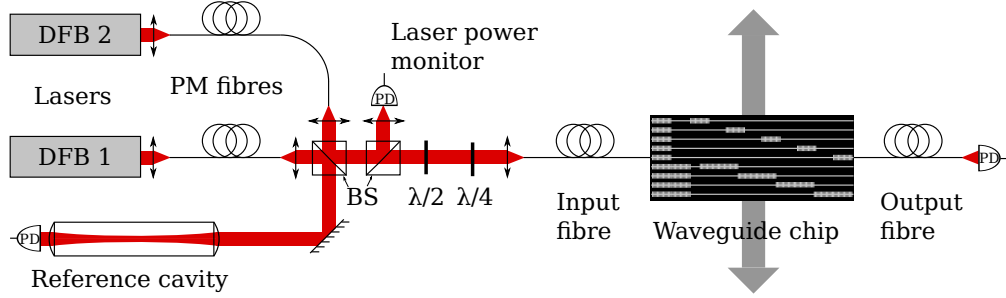 DFB 2
Laser power
monitor
PD
PM fibres
Lasers
DFB 1
BS
λ/2
λ/4
Input
fibre
Waveguide chip
Output
fibre
PD
PD
Reference cavity